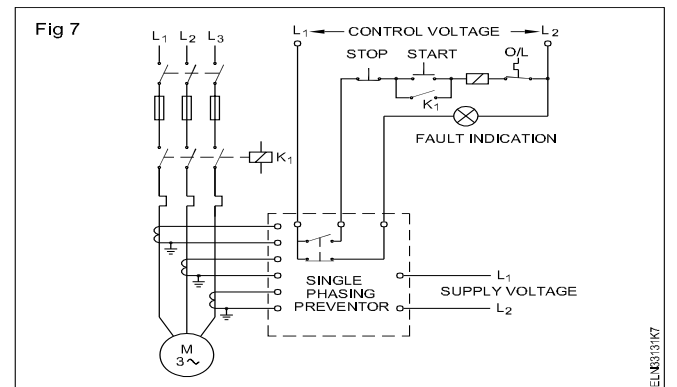 Fig 7
L1 L2 L3
L1 CONTROL VOLTAGE L2
STOP START O/L
K1
K1
FAULT INDICATION
SINGLE
PHASING
PREVENTOR
L1
SUPPLY VOLTAGE
L2
M
3~
ELN33131K7